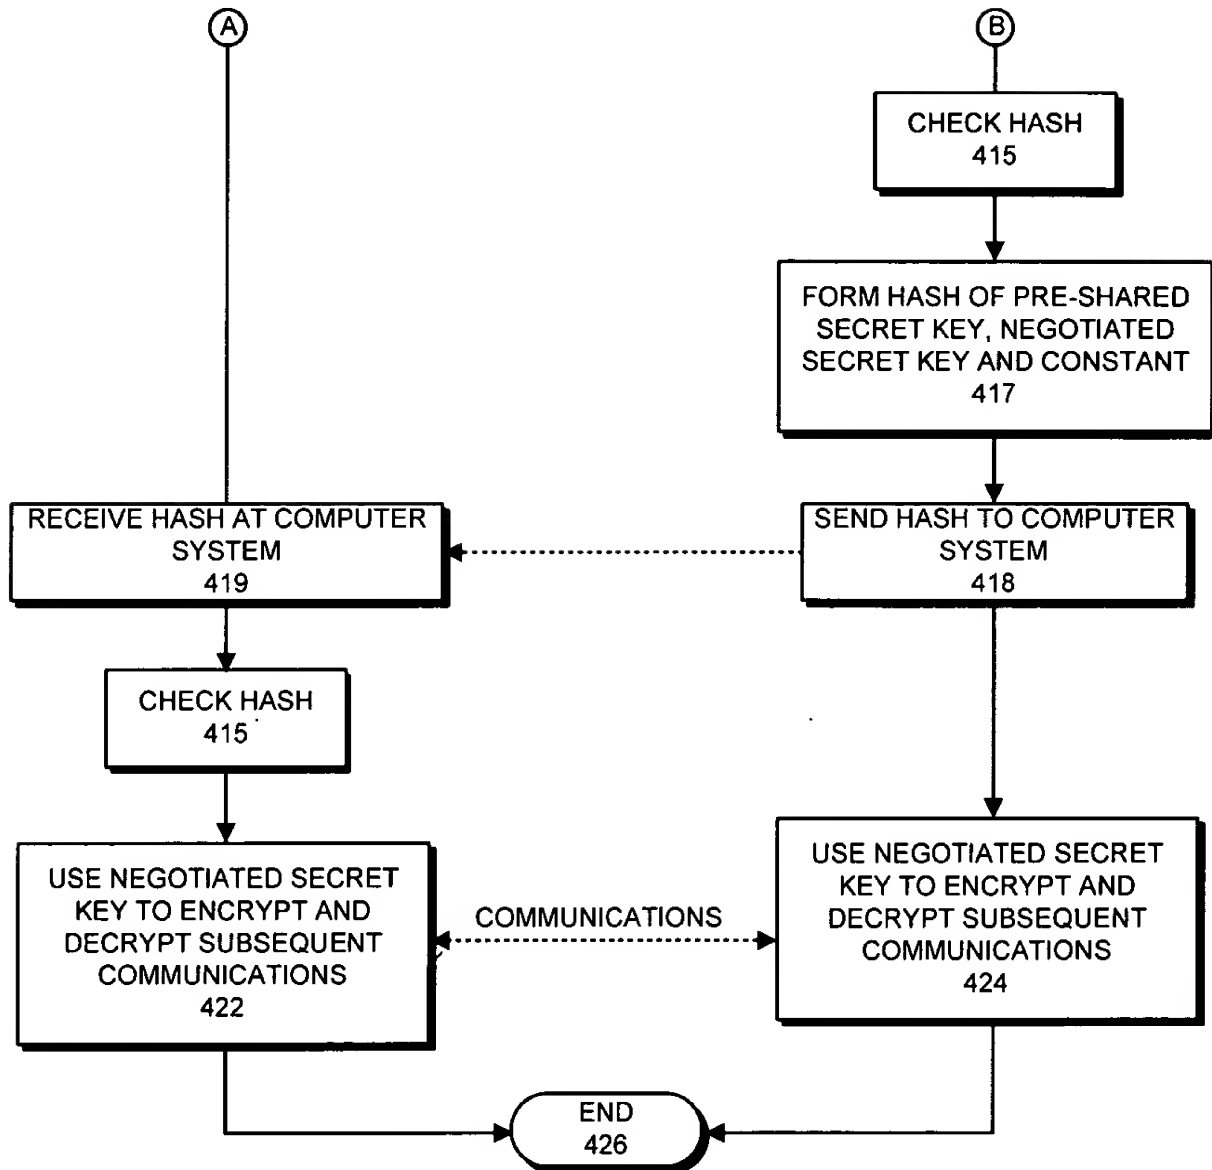 A
B
CHECK HASH
415
FORM HASH OF PRE-SHARED
SECRET KEY, NEGOTIATED
SECRET KEY AND CONSTANT
417
RECEIVE HASH AT COMPUTER
SYSTEM
419
SEND HASH TO COMPUTER
SYSTEM
418
CHECK HASH
415
USE NEGOTIATED SECRET
KEY TO ENCRYPT AND
DECRYPT SUBSEQUENT
COMMUNICATIONS
422
COMMUNICATIONS
USE NEGOTIATED SECRET
KEY TO ENCRYPT AND
DECRYPT SUBSEQUENT
COMMUNICATIONS
424
END
426